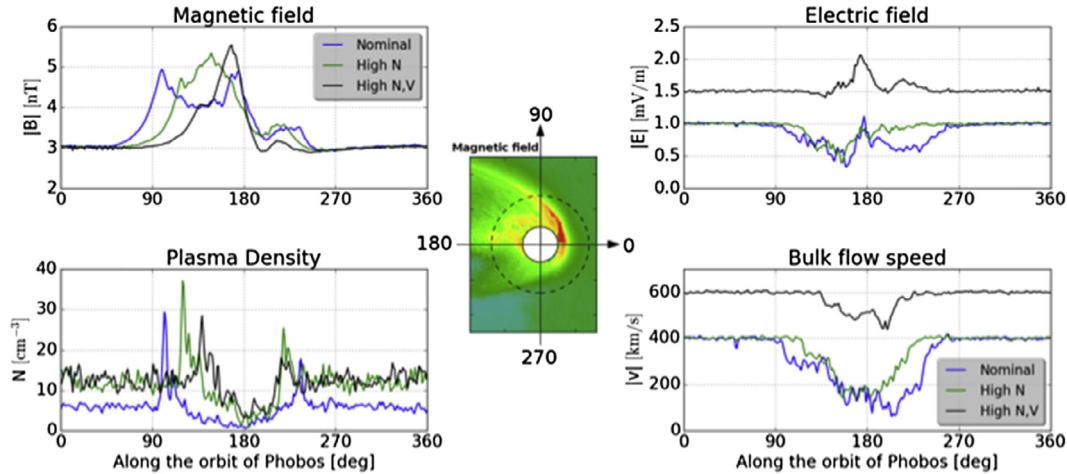 Magnetic field
6
5
4
3
2
|B| [nT]
0 90 180 270 360
Nominal
High N
High N,V
Electric field
2.5
2.0
1.5
1.0
0.5
0.0
|E| [mV/m]
0 90 180 270 360
90
Magnetic field
180
0
270
Plasma Density
40
30
20
10
0
N [cm⁻³]
0 90 180 270 360
Along the orbit of Phobos [deg]
Bulk flow speed
600
400
200
0
|v| [km/s]
Nominal
High N
High N,V
0 90 180 270 360
Along the orbit of Phobos [deg]